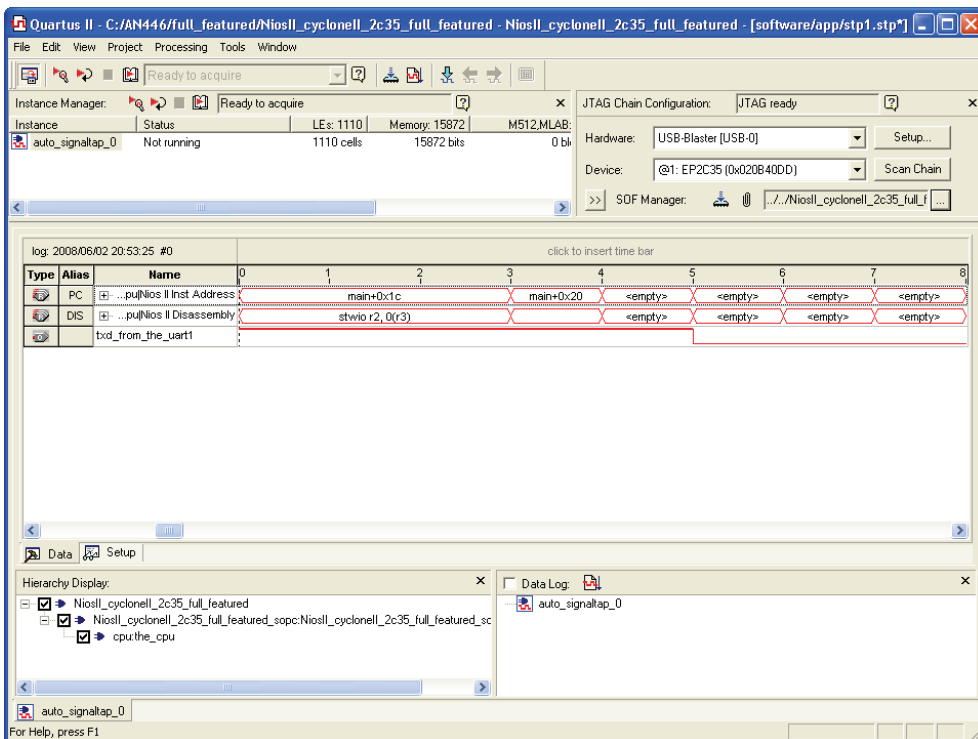 Quartus II - C:/AN446/full_featured/NiosII_cycloneII_2c35_full_featured - NiosII_cycloneII_2c35_full_featured - [software/app/stp1.stp*]
File Edit View Project Processing Tools Window
Ready to acquire
Instance Manager: Ready to acquire
JTAG Chain Configuration: JTAG ready
Instance Status LEs: 1110 Memory: 15872 M512,MLAB:
auto_signaltap_0 Not running 1110 cells 15872 bits 0 blo
Hardware: USB-Blaster [USB-0] Setup...
Device: @1: EP2C35 (0x020B40DD) Scan Chain
>> SOF Manager: ../../NiosII_cycloneII_2c35_full_f ...
log: 2008/06/02 20:53:25 #0 click to insert time bar
Type Alias Name 0 1 2 3 4 5 6 7 8
PC ...pu|Nios II Inst Address main+0x1c main+0x20 <empty> <empty> <empty> <empty>
DIS ...pu|Nios II Disassembly stwio r2, 0(r3) <empty> <empty> <empty> <empty>
txd_from_the_uart1
Data Setup
Hierarchy Display:
NiosII_cycloneII_2c35_full_featured
NiosII_cycloneII_2c35_full_featured_sopc:NiosII_cycloneII_2c35_full_featured_sc
cpu:the_cpu
Data Log:
auto_signaltap_0
auto_signaltap_0
For Help, press F1